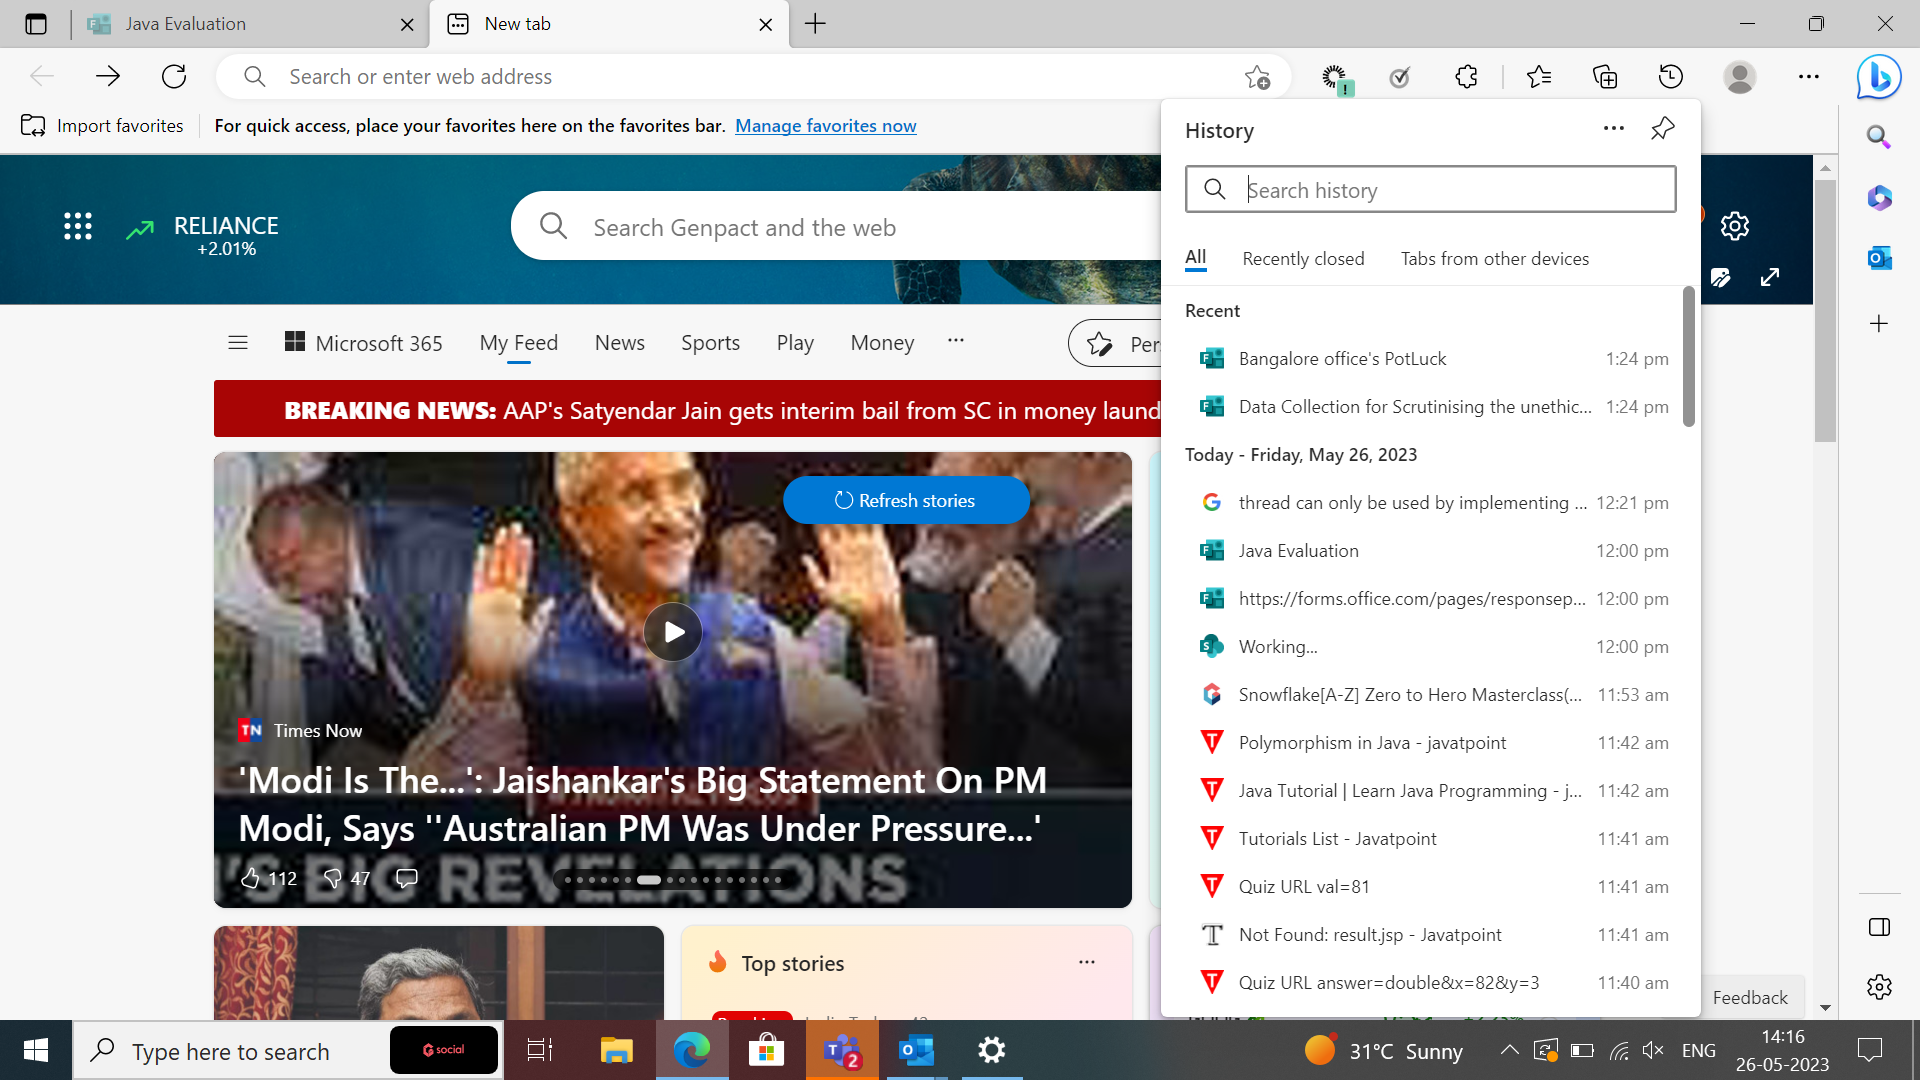 Java Evaluation
New tab
Search or enter web address
Import favorites
For quick access, place your favorites here on the favorites bar. Manage favorites now
RELIANCE
+2.01%
Search Genpact and the web
Microsoft 365
My Feed
News
Sports
Play
Money
...
BREAKING NEWS: AAP's Satyendar Jain gets interim bail from SC in money laund
Refresh stories
TN Times Now
'Modi Is The...': Jaishankar's Big Statement On PM
Modi, Says ''Australian PM Was Under Pressure...'
'S BIG REVELATIONS
112
47
Top stories
History
Search history
All
Recently closed
Tabs from other devices
Recent
Bangalore office's PotLuck 1:24 pm
Data Collection for Scrutinising the unethic... 1:24 pm
Today - Friday, May 26, 2023
thread can only be used by implementing ... 12:21 pm
Java Evaluation 12:00 pm
https://forms.office.com/pages/responsep... 12:00 pm
Working... 12:00 pm
Snowflake[A-Z] Zero to Hero Masterclass(... 11:53 am
Polymorphism in Java - javatpoint 11:42 am
Java Tutorial | Learn Java Programming - j... 11:42 am
Tutorials List - Javatpoint 11:41 am
Quiz URL val=81 11:41 am
Not Found: result.jsp - Javatpoint 11:41 am
Quiz URL answer=double&x=82&y=3 11:40 am
Feedback
Type here to search
social
2
31°C Sunny
ENG
14:16
26-05-2023